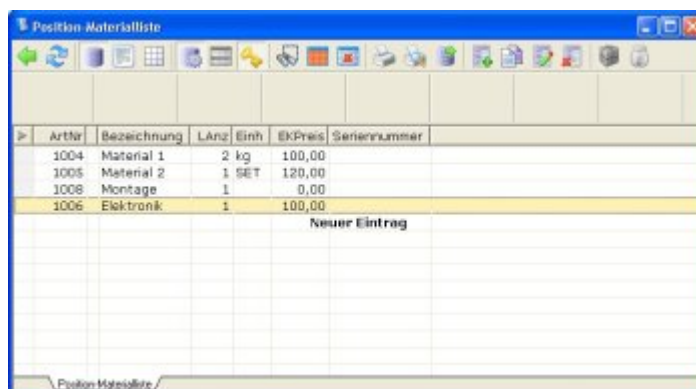 Position-Materialliste
ArtNr Bezeichnung LAnz Einh EKPreis Seriennummer
1004 Material 1 2 kg 100,00
1005 Material 2 1 SET 120,00
1008 Montage 1 0,00
1006 Elektronik 1 100,00
Neuer Eintrag
Position-Materialliste